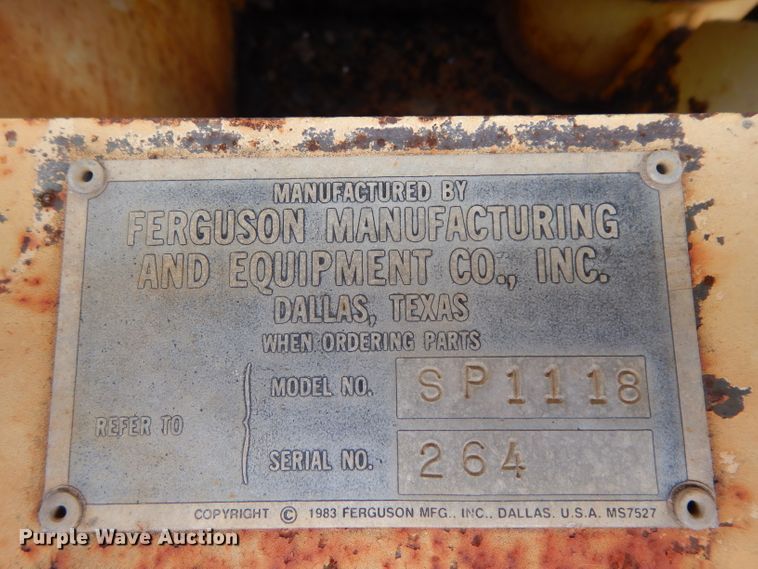 MANUFACTURED BY
FERGUSON MANUFACTURING
AND EQUIPMENT CO., INC.
DALLAS, TEXAS
WHEN ORDERING PARTS
REFER TO
MODEL NO. SP1118
SERIAL NO. 264
COPYRIGHT © 1983 FERGUSON MFG., INC., DALLAS. U.S.A. MS7527
Purple Wave Auction